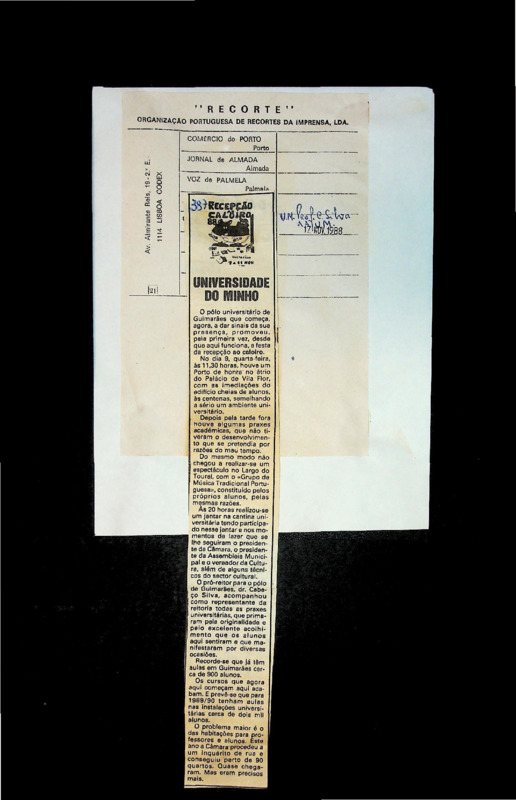 "RECORTE"
ORGANIZAÇÃO PORTUGUESA DE RECORTES DA IMPRENSA, LDA.
COMERCIO do PORTO
Porto
JORNAL de ALMADA
Almada
VOZ de PALMELA
Palmela
Av. Almirante Reis, 19-2.º E.
1114 LISBOA CODEX
21
387
RECEPÇÃO
CALOIRO
88
17 NOV. 1988
UNIVERSIDADE
DO MINHO
O pólo universitário de
Guimarães que começa,
agora, a dar sinais da sua
presença, promoveu,
pela primeira vez, desde
que aqui funciona, a festa
da recepção ao caloiro.
No dia 9, quarta-feira,
às 11,30 horas, houve um
Porto de honra no átrio
do Palácio de Vila Flor,
com as imediações do
edifício cheias de alunos,
às centenas, semelhando
a sério um ambiente uni-
versitário.
Depois pela tarde fora
houve algumas praxes
académicas, que não ti-
veram o desenvolvimen-
to que se pretendia por
razões do mau tempo.
Do mesmo modo não
chegou a realizar-se um
espectáculo no Largo do
Toural, com o «Grupo de
Música Tradicional Portu-
guesa», constituído pelos
próprios alunos, pelas
mesmas razões.
Às 20 horas realizou-se
um jantar na cantina uni-
versitária tendo participa-
do nesse jantar e nos mo-
mentos de lazer que se
lhe seguiram o presiden-
te da Câmara, o presiden-
te da Assembleia Munici-
pal e o vereador da Cultu-
ra, além de alguns técni-
cos do sector cultural.
O pró-reitor para o pólo
de Guimarães, dr. Cabe-
ço Silva, acompanhou
como representante da
reitoria todas as praxes
universitárias, que prima-
ram pela originalidade e
pelo excelente acolhi-
mento que os alunos
aqui sentiram e que ma-
nifestaram por diversas
ocasiões.
Recorde-se que já têm
aulas em Guimarães cer-
ca de 900 alunos.
Os cursos que agora
aqui começam aqui aca-
bam. E prevê-se que para
1989/90 tenham aulas
nas instalações universi-
tárias cerca de dois mil
alunos.
O problema maior é o
das habitações para pro-
fessores e alunos. Este
ano a Câmara procedeu a
um inquérito de rua e
conseguiu perto de 90
quartos. Quase chega-
ram. Mas eram precisos
mais.